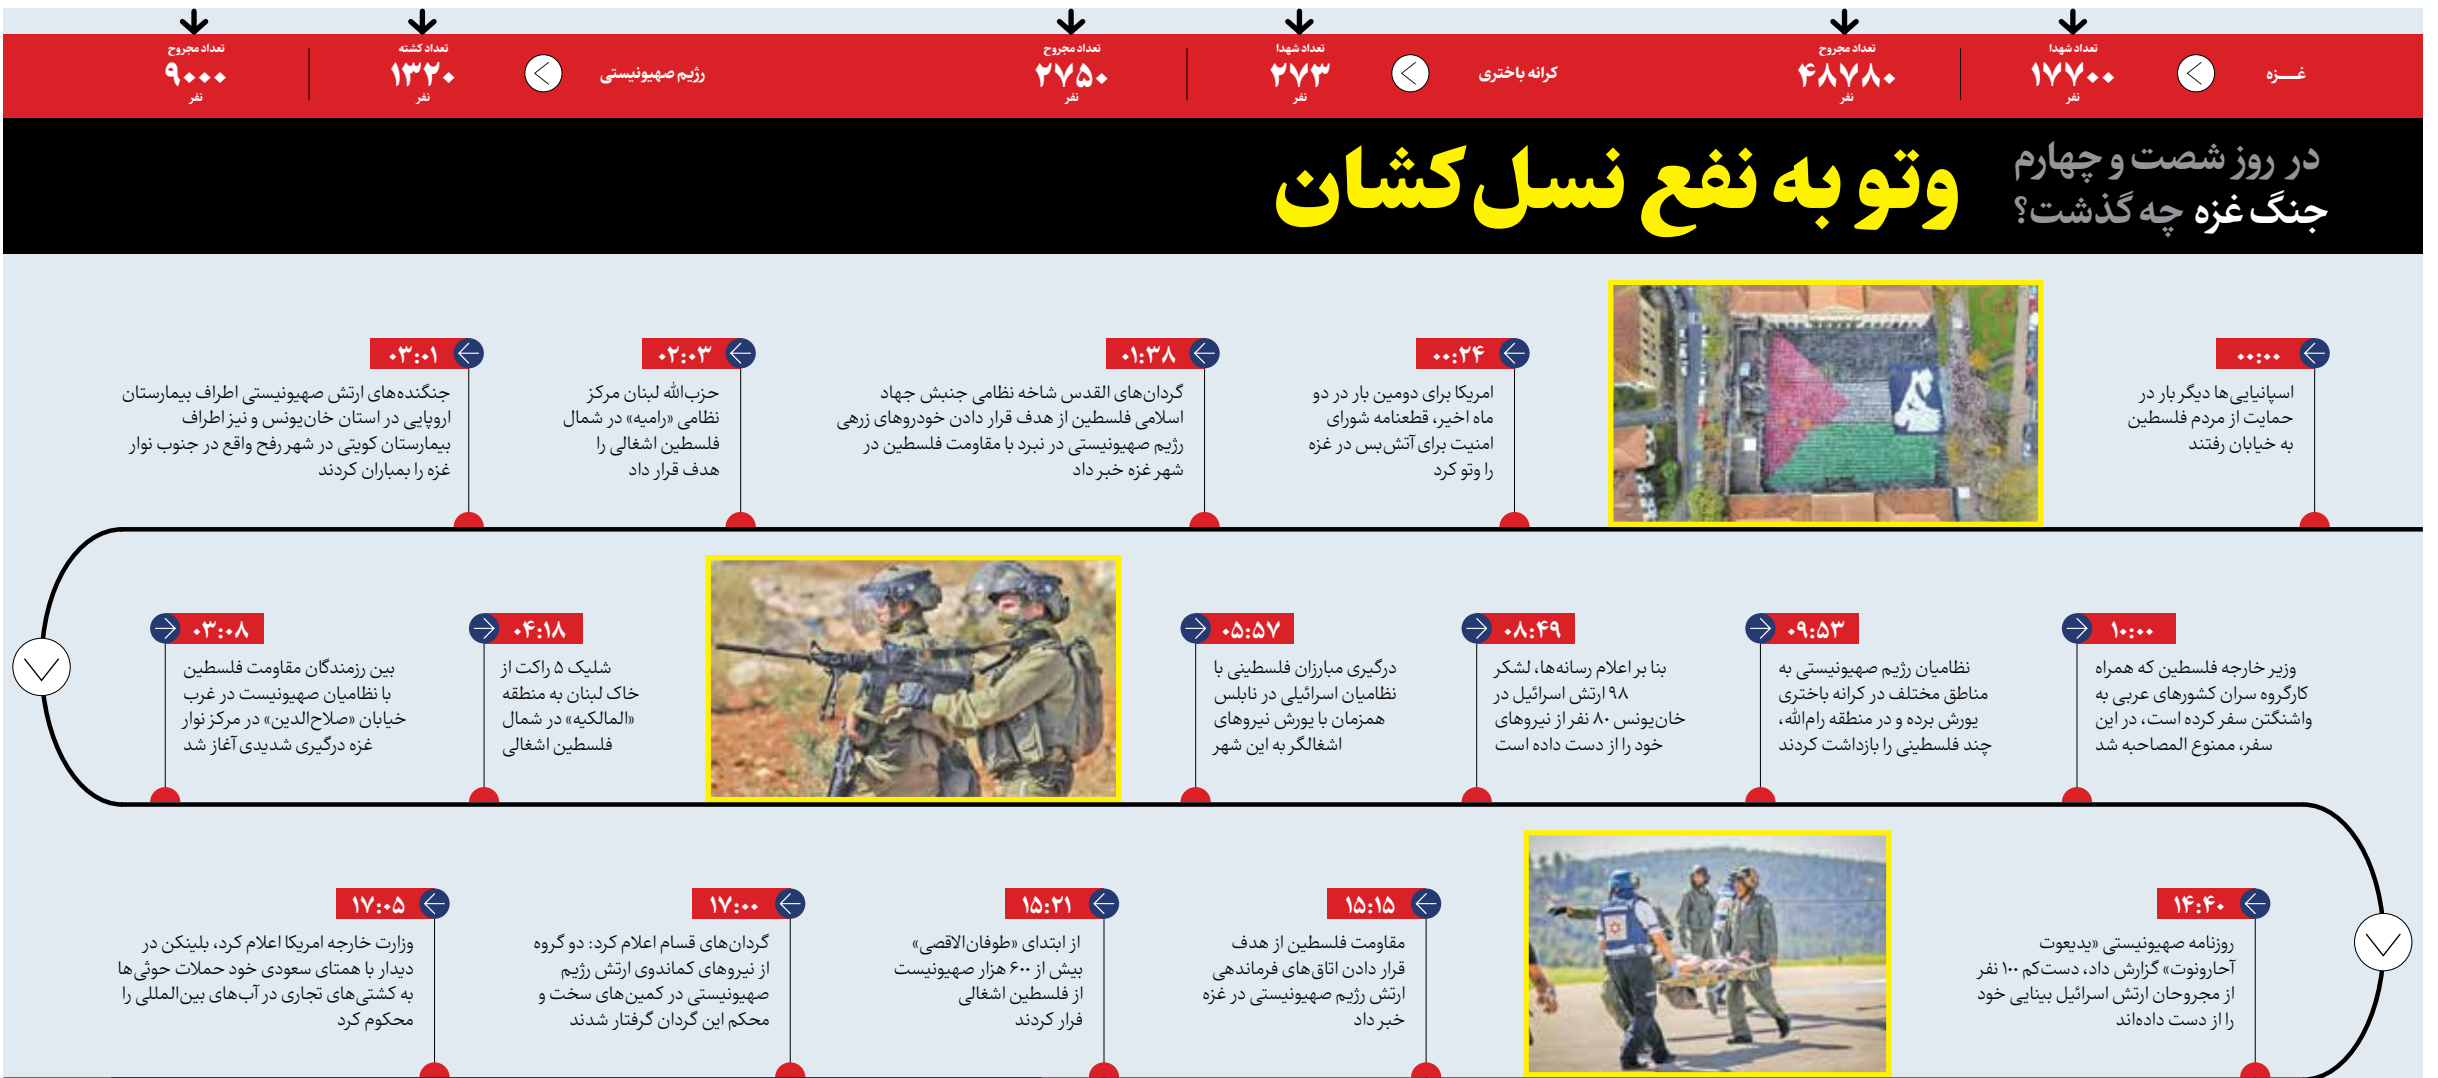 غـــزه
تعداد شهدا
۱۷۷۰۰
نفر
تعداد مجروح
۴۸۷۸۰
نفر
کرانه باختری
تعداد شهدا
۲۷۳
نفر
تعداد مجروح
۲۷۵۰
نفر
رژیم صهیونیستی
تعداد کشته
۱۳۲۰
نفر
تعداد مجروح
۹۰۰۰
نفر
در روز شصت و چهارم
جنگ غزه چه گذشت؟
وتو به نفع نسل‌کشان
۰۰:۰۰
اسپانیایی‌ها دیگر بار در
حمایت از مردم فلسطین
به خیابان رفتند
۰۰:۲۴
امریکا برای دومین بار در دو
ماه اخیر، قطعنامه شورای
امنیت برای آتش‌بس در غزه
را وتو کرد
۰۱:۳۸
گردان‌های القدس شاخه نظامی جنبش جهاد
اسلامی فلسطین از هدف قرار دادن خودروهای زرهی
رژیم صهیونیستی در نبرد با مقاومت فلسطین در
شهر غزه خبر داد
۰۲:۰۳
حزب‌الله لبنان مرکز
نظامی «رامیه» در شمال
فلسطین اشغالی را
هدف قرار داد
۰۳:۰۱
جنگنده‌های ارتش صهیونیستی اطراف بیمارستان
اروپایی در استان خان‌یونس و نیز اطراف
بیمارستان کویتی در شهر رفح واقع در جنوب نوار
غزه را بمباران کردند
۰۳:۰۸
بین رزمندگان مقاومت فلسطین
با نظامیان صهیونیست در غرب
خیابان «صلاح‌الدین» در مرکز نوار
غزه درگیری شدیدی آغاز شد
۰۴:۱۸
شلیک ۵ راکت از
خاک لبنان به منطقه
«المالکیه» در شمال
فلسطین اشغالی
۰۵:۵۷
درگیری مبارزان فلسطینی با
نظامیان اسرائیلی در نابلس
همزمان با یورش نیروهای
اشغالگر به این شهر
۰۸:۴۹
بنا بر اعلام رسانه‌ها، لشکر
۹۸ ارتش اسرائیل در
خان‌یونس ۸۰ نفر از نیروهای
خود را از دست داده است
۰۹:۵۳
نظامیان رژیم صهیونیستی به
مناطق مختلف در کرانه باختری
یورش برده و در منطقه رام‌الله،
چند فلسطینی را بازداشت کردند
۱۰:۰۰
وزیر خارجه فلسطین که همراه
کارگروه سران کشورهای عربی به
واشنگتن سفر کرده است، در این
سفر، ممنوع المصاحبه شد
۱۴:۴۰
روزنامه صهیونیستی «یدیعوت
آحارونوت» گزارش داد، دست‌کم ۱۰۰ نفر
از مجروحان ارتش اسرائیل بینایی خود
را از دست داده‌اند
۱۵:۱۵
مقاومت فلسطین از هدف
قرار دادن اتاق‌های فرماندهی
ارتش رژیم صهیونیستی در غزه
خبر داد
۱۵:۲۱
از ابتدای «طوفان‌الاقصی»
بیش از ۶۰۰ هزار صهیونیست
از فلسطین اشغالی
فرار کردند
۱۷:۰۰
گردان‌های قسام اعلام کرد: دو گروه
از نیروهای کماندوی ارتش رژیم
صهیونیستی در کمین‌های سخت و
محکم این گردان گرفتار شدند
۱۷:۰۵
وزارت خارجه امریکا اعلام کرد، بلینکن در
دیدار با همتای سعودی خود حملات حوثی‌ها
به کشتی‌های تجاری در آب‌های بین‌المللی را
محکوم کرد